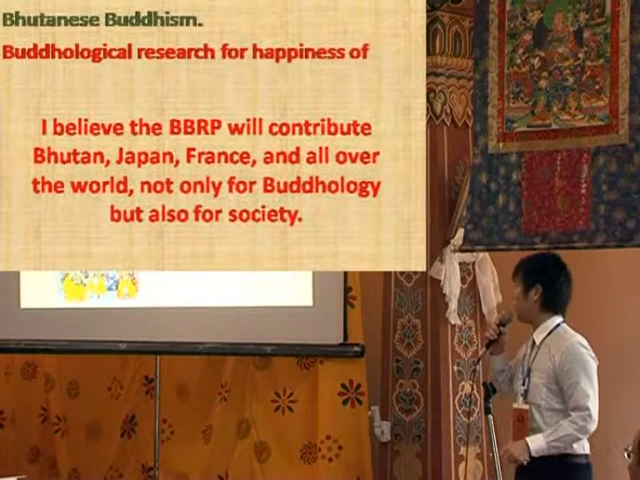 Bhutanese Buddhism.
Buddhological research for happiness of
I believe the BBRP will contribute
Bhutan, Japan, France, and all over
the world, not only for Buddhology
but also for society.